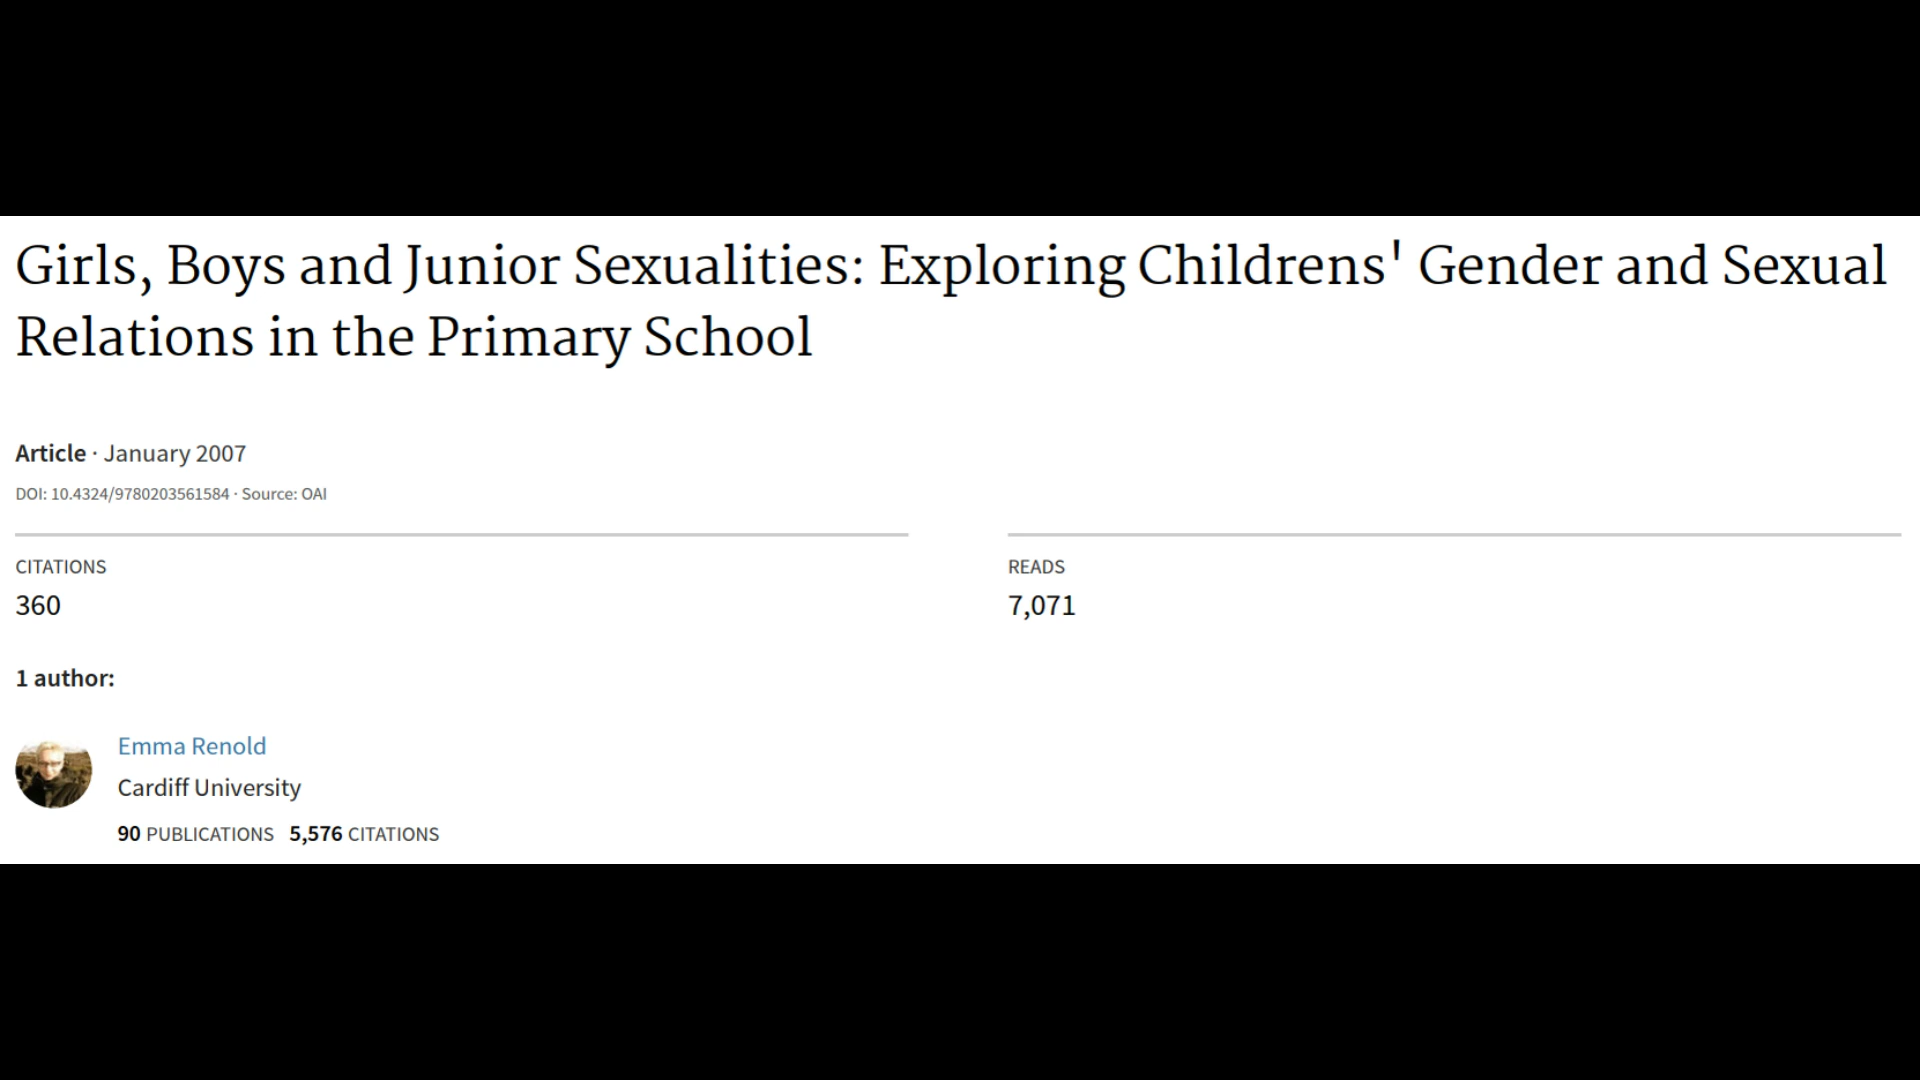 Girls, Boys and Junior Sexualities: Exploring Childrens' Gender and Sexual
Relations in the Primary School
Article · January 2007
DOI: 10.4324/9780203561584 · Source: OAI
CITATIONS
360
READS
7,071
1 author:
Emma Renold
Cardiff University
90 PUBLICATIONS 5,576 CITATIONS